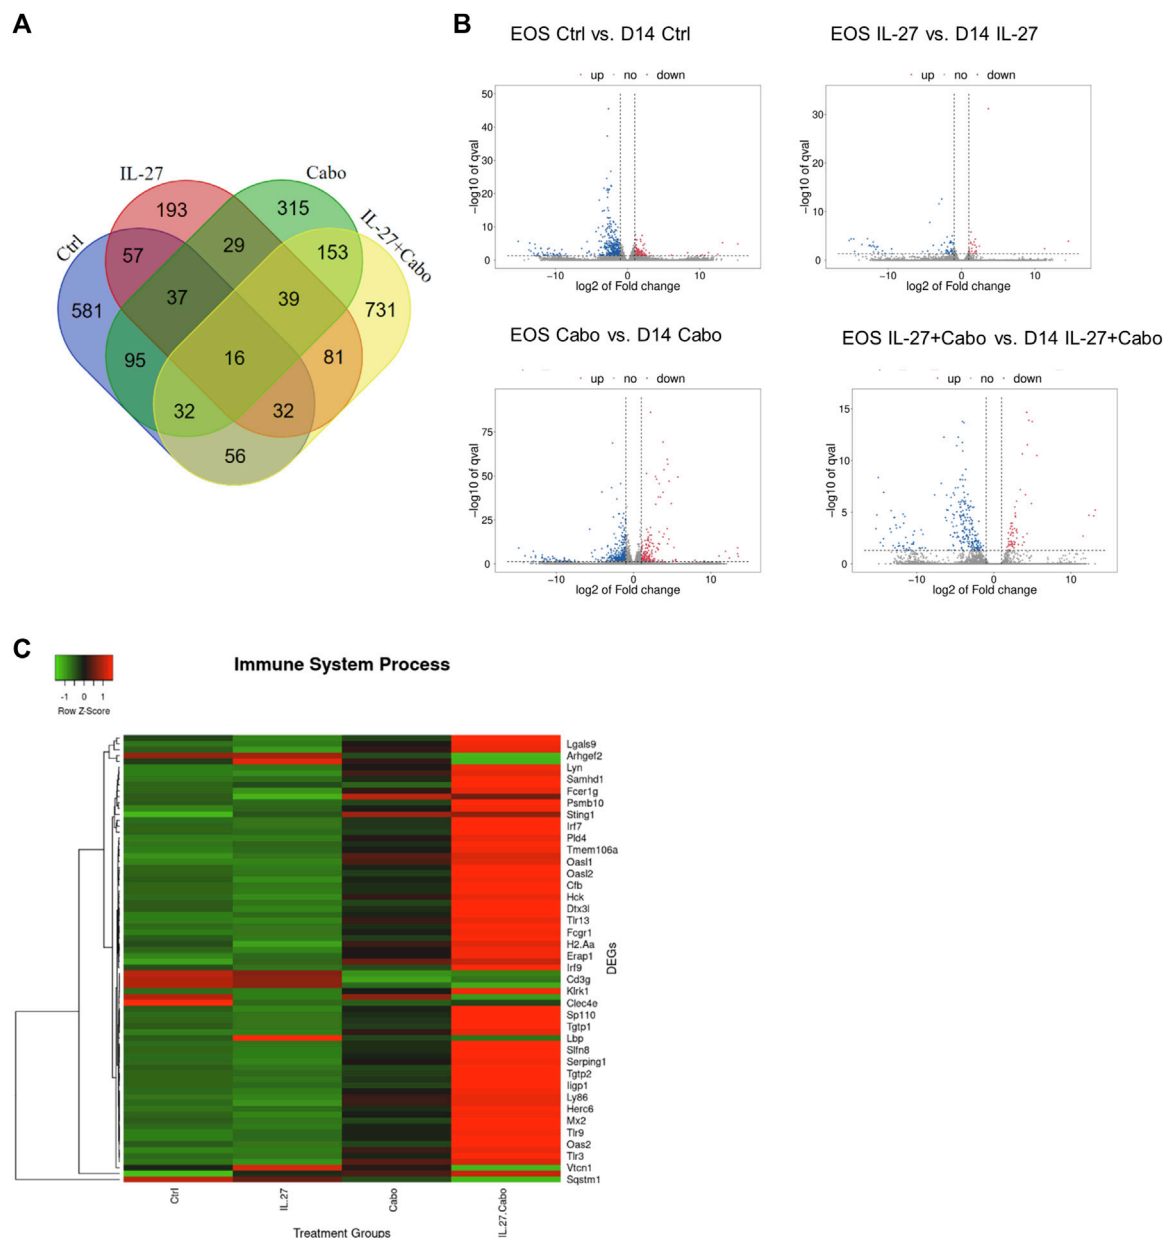 A
IL-27
Cabo
Ctrl
IL-27+Cabo
193
315
57
29
153
581
37
39
731
95
16
81
32
32
56
B
EOS Ctrl vs. D14 Ctrl
up no down
50
40
30
20
10
0
−10 0 10
−log10 of qval
log2 of Fold change
EOS IL-27 vs. D14 IL-27
up no down
30
20
10
0
−10 0 10
−log10 of qval
log2 of Fold change
EOS Cabo vs. D14 Cabo
up no down
75
50
25
0
−10 0 10
−log10 of qval
log2 of Fold change
EOS IL-27+Cabo vs. D14 IL-27+Cabo
up no down
15
10
5
0
−10 0 10
−log10 of qval
log2 of Fold change
C
-1 0 1
Row Z-Score
Immune System Process
Lgals9
Arhgef2
Lyn
Samhd1
Fcer1g
Psmb10
Sting1
Irf7
Pld4
Tmem106a
Oasl1
Oasl2
Cfb
Hck
Dtx3l
Tlr13
Fcgr1
H2.Aa
Erap1
Irf9
Cd3g
Klrk1
Clec4e
Sp110
Tgtp1
Lbp
Slfn8
Serping1
Tgtp2
Iigp1
Ly86
Herc6
Mx2
Tlr9
Oas2
Tlr3
Vtcn1
Sqstm1
DEGs
Ctrl
IL.27
Cabo
IL.27.Cabo
Treatment Groups